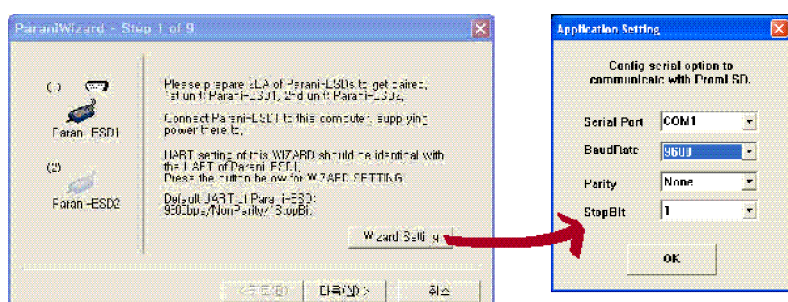 ParaniWizard - Step 1 of 9
Please prepare 2EA of Parani-ESDs to get paired,
1st unit: Parani-ESD1, 2nd unit: Parani-ESD2,
Connect Parani-ESD1 to this computer, supplying
power there to,
UART setting of this WIZARD should be identical with
the UART of Parani-ESD1,
Press the button below for WIZARD SETTING
Default UART of Parani-ESD:
9600bps/NonParity/1StopBit
(1)
Parani-ESD1
(2)
Parani-ESD2
Wizard Setting
다음(N) >
취소
Application Setting
Config serial option to
communicate with Promi SD.
Serial Port COM1
BaudRate 9600
Parity None
StopBit 1
OK